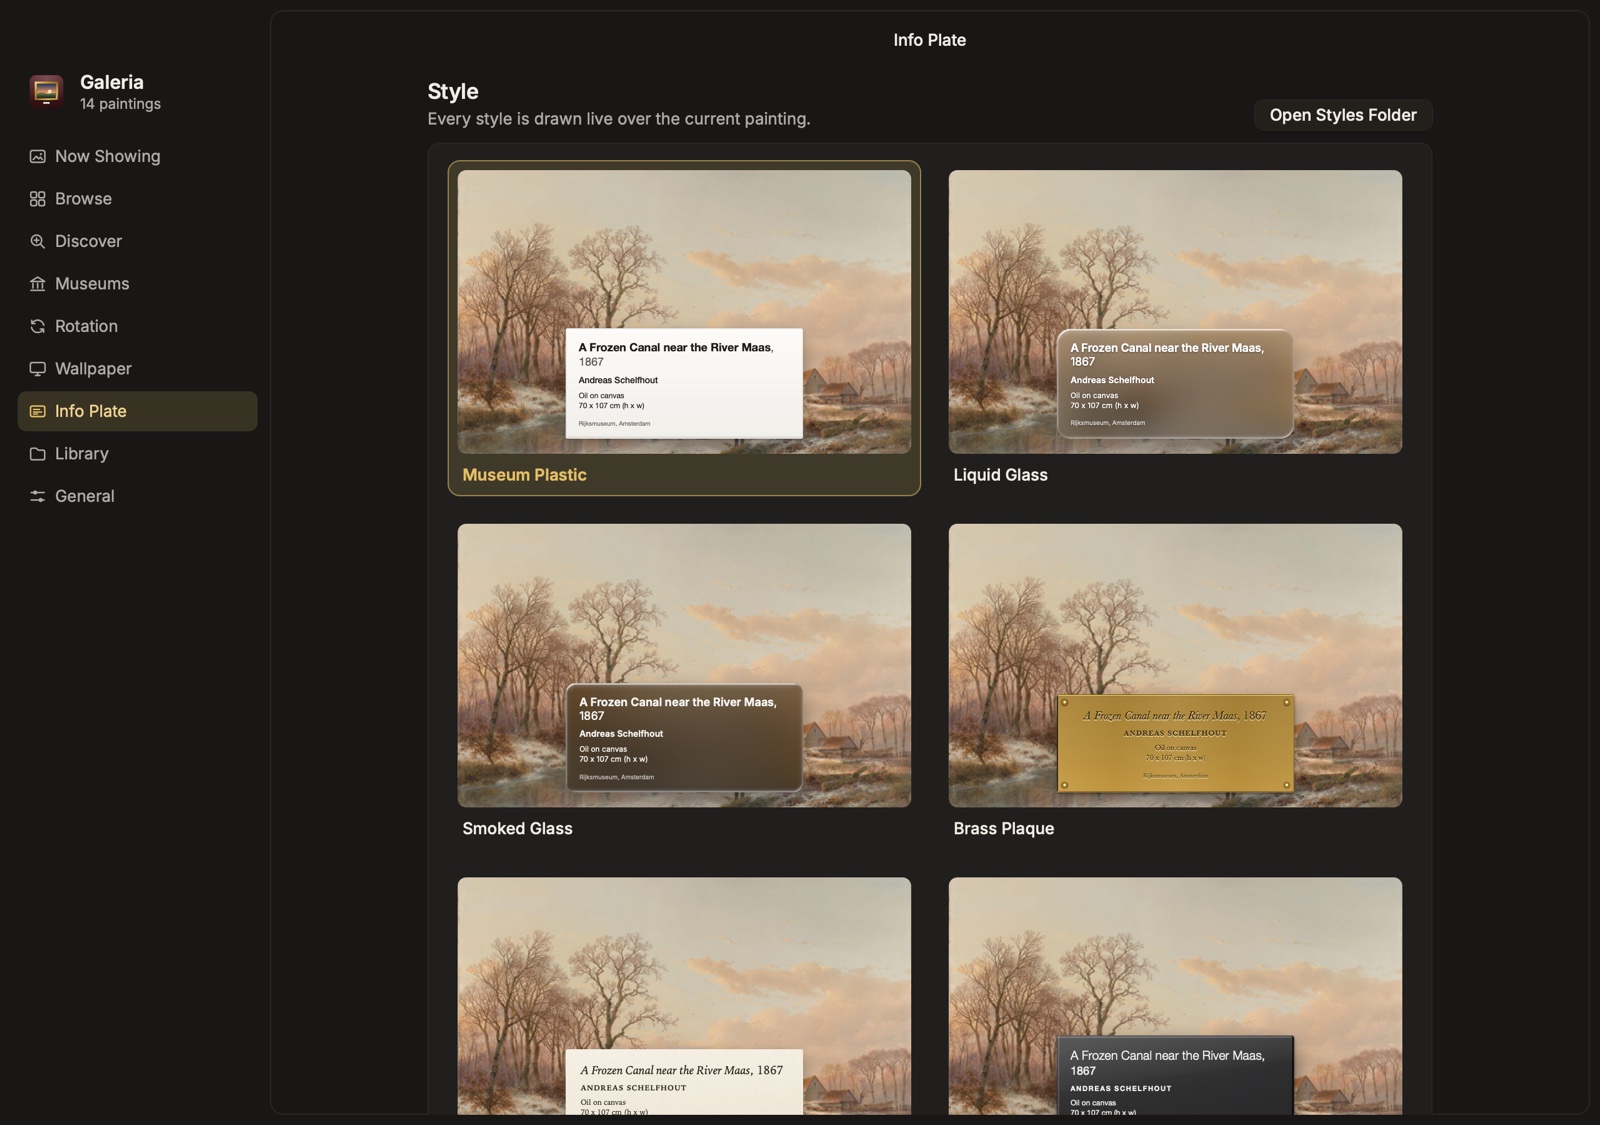 Info Plate
Galeria
14 paintings
Now Showing
Browse
Discover
Museums
Rotation
Wallpaper
Info Plate
Library
General
Style
Every style is drawn live over the current painting.
Open Styles Folder
A Frozen Canal near the River Maas,
1867
Andreas Schelfhout
Oil on canvas
70 x 107 cm (h x w)
Rijksmuseum, Amsterdam
Museum Plastic
A Frozen Canal near the River Maas,
1867
Andreas Schelfhout
Oil on canvas
70 x 107 cm (h x w)
Rijksmuseum, Amsterdam
Liquid Glass
A Frozen Canal near the River Maas,
1867
Andreas Schelfhout
Oil on canvas
70 x 107 cm (h x w)
Rijksmuseum, Amsterdam
Smoked Glass
A Frozen Canal near the River Maas, 1867
ANDREAS SCHELFHOUT
Oil on canvas
70 x 107 cm (h x w)
Rijksmuseum, Amsterdam
Brass Plaque
A Frozen Canal near the River Maas, 1867
ANDREAS SCHELFHOUT
Oil on canvas
70 x 107 cm (h x w)
A Frozen Canal near the River Maas,
1867
ANDREAS SCHELFHOUT
Oil on canvas
70 x 107 cm (h x w)